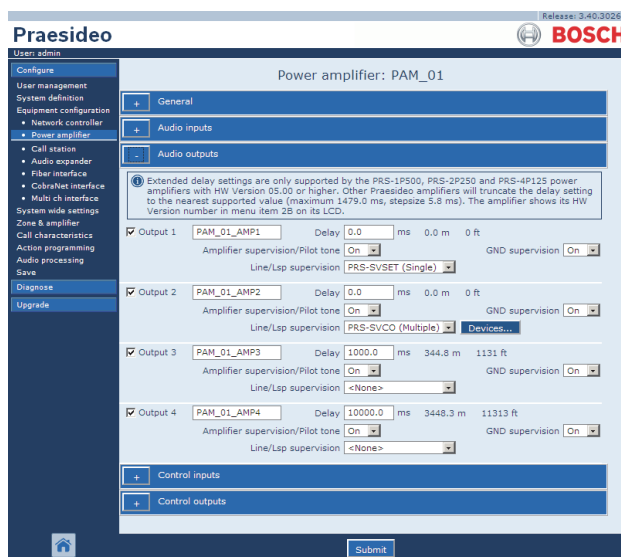 Release: 3.40.3026
Praesideo
BOSCH
User: admin
Configure
User management
System definition
Equipment configuration
• Network controller
• Power amplifier
• Call station
• Audio expander
• Fiber interface
• CobraNet interface
• Multi ch interface
System wide settings
Zone & amplifier
Call characteristics
Action programming
Audio processing
Save
Diagnose
Upgrade
Power amplifier: PAM_01
+ General
+ Audio inputs
- Audio outputs
Extended delay settings are only supported by the PRS-1P500, PRS-2P250 and PRS-4P125 power
amplifiers with HW Version 05.00 or higher. Other Praesideo amplifiers will truncate the delay setting
to the nearest supported value (maximum 1479.0 ms, stepsize 5.8 ms). The amplifier shows its HW
Version number in menu item 2B on its LCD.
Output 1 PAM_01_AMP1 Delay 0.0 ms 0.0 m 0 ft
Amplifier supervision/Pilot tone On GND supervision On
Line/Lsp supervision PRS-SVSET (Single)
Output 2 PAM_01_AMP2 Delay 0.0 ms 0.0 m 0 ft
Amplifier supervision/Pilot tone On GND supervision On
Line/Lsp supervision PRS-SVCO (Multiple) Devices...
Output 3 PAM_01_AMP3 Delay 1000.0 ms 344.8 m 1131 ft
Amplifier supervision/Pilot tone On GND supervision On
Line/Lsp supervision <None>
Output 4 PAM_01_AMP4 Delay 10000.0 ms 3448.3 m 11313 ft
Amplifier supervision/Pilot tone On GND supervision On
Line/Lsp supervision <None>
+ Control inputs
+ Control outputs
Submit